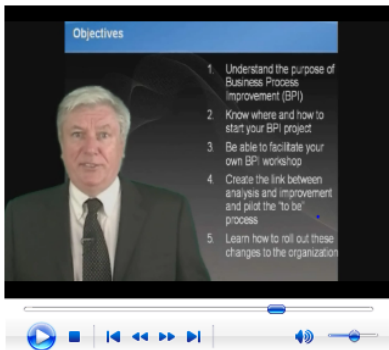 Objectives
1. Understand the purpose of
Business Process
Improvement (BPI)
2. Know where and how to
start your BPI project
3. Be able to facilitate your
own BPI workshop
4. Create the link between
analysis and improvement
and pilot the "to be"
process
5. Learn how to roll out these
changes to the organization